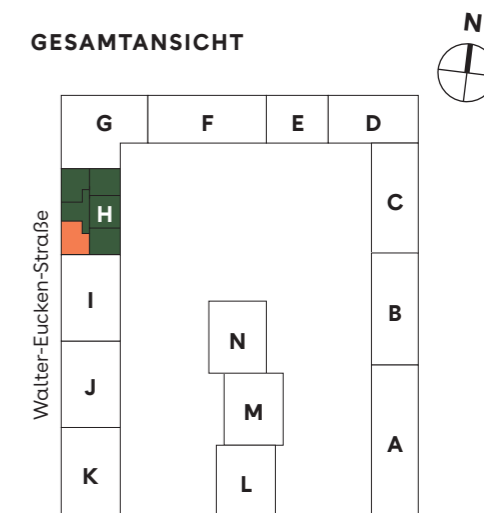 N
GESAMTANSICHT
G
F
E
D
C
H
Walter-Eucken-Straße
I
B
N
J
M
A
K
L